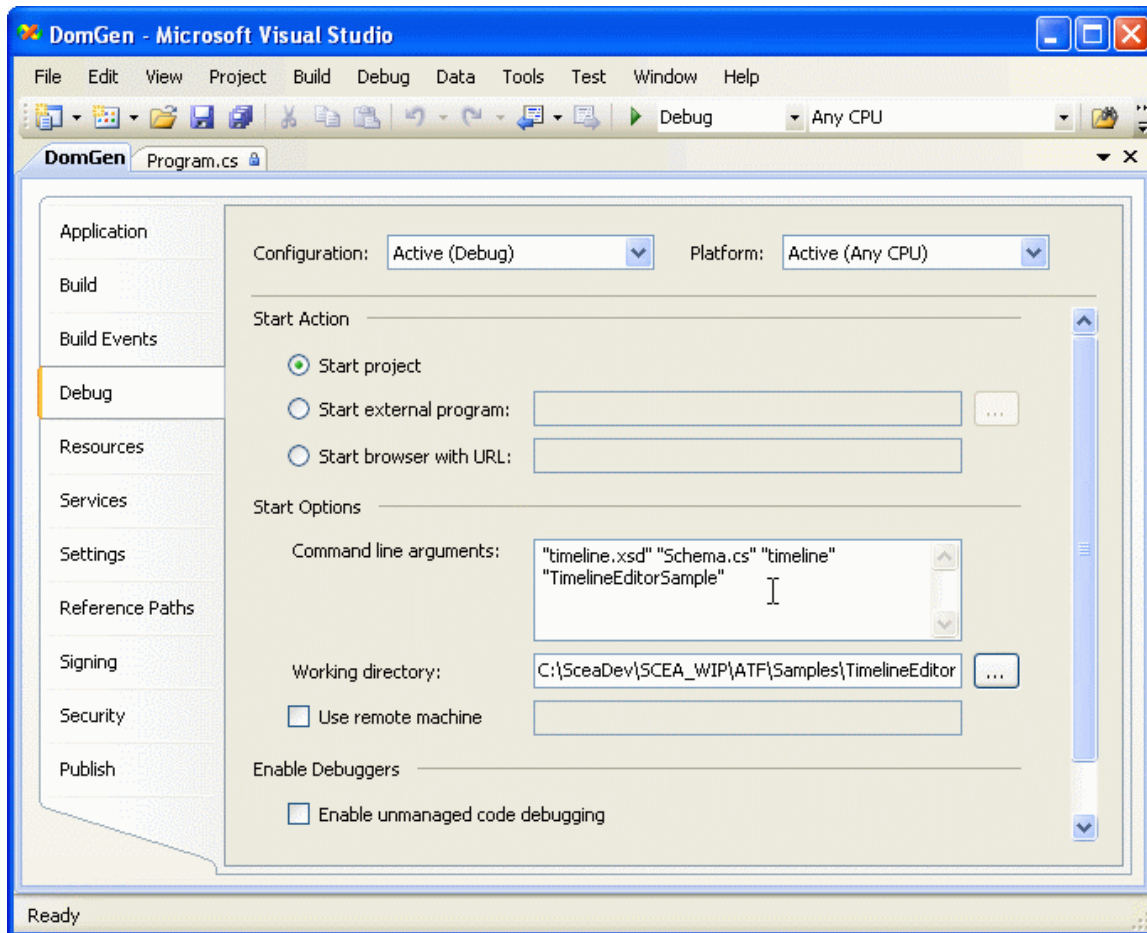 DomGen - Microsoft Visual Studio
File Edit View Project Build Debug Data Tools Test Window Help
Debug Any CPU
DomGen Program.cs
Application
Build
Build Events
Debug
Resources
Services
Settings
Reference Paths
Signing
Security
Publish
Configuration: Active (Debug) Platform: Active (Any CPU)
Start Action
Start project
Start external program: ...
Start browser with URL:
Start Options
Command line arguments: "timeline.xsd" "Schema.cs" "timeline"
"TimelineEditorSample"
Working directory: C:\SceaDev\SCEA_WIP\ATF\Samples\TimelineEditor ...
Use remote machine
Enable Debuggers
Enable unmanaged code debugging
Ready